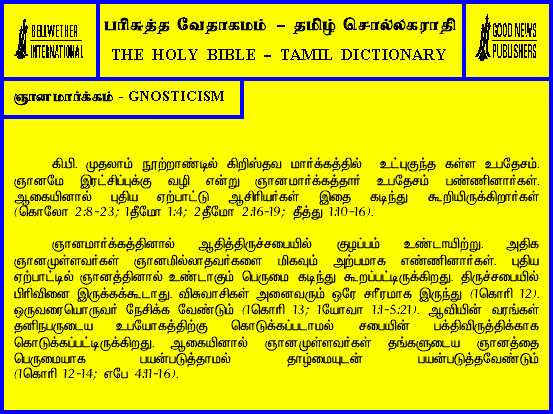 BELLWETHER
INTERNATIONAL
பரிசுத்த வேதாகமம் – தமிழ் சொல்லகராதி
THE HOLY BIBLE – TAMIL DICTIONARY
GOOD NEWS
PUBLISHERS
ஞானமார்க்கம் - GNOSTICISM
கி.பி. முதலாம் நூற்றாண்டில் கிறிஸ்தவ மார்க்கத்தில் உட்புகுந்த கள்ள உபதேசம்.
ஞானமே இரட்சிப்புக்கு வழி என்று ஞானமார்க்கத்தார் உபதேசம் பண்ணினார்கள்.
ஆகையினால் புதிய ஏற்பாட்டு ஆசிரியர்கள் இதை கடிந்து கூறியிருக்கிறார்கள்
(கொலோ 2:8-23; 1தீமோ 1:4; 2தீமோ 2:16-19; தீத்து 1:10-16).
ஞானமார்க்கத்தினால் ஆதித்திருச்சபையில் குழப்பம் உண்டாயிற்று. அதிக
ஞானமுள்ளவர்கள் ஞானமில்லாதவர்களை மிகவும் அற்பமாக எண்ணினார்கள். புதிய
ஏற்பாட்டில் ஞானத்தினால் உண்டாகும் பெருமை கடிந்து கூறப்பட்டிருக்கிறது. திருச்சபையில்
பிரிவினை இருக்கக்கூடாது. விசுவாசிகள் அனைவரும் ஒரே சரீரமாக இருந்து (1கொரி 12).
ஒருவரையொருவர் நேசிக்க வேண்டும் (1கொரி 13; 1யோவா 1:1-5:21). ஆவியின் வரங்கள்
தனிநபருடைய உபயோகத்திற்கு கொடுக்கப்படாமல் சபையின் பக்திவிருத்திக்காக
கொடுக்கப்பட்டிருக்கிறது. ஆகையினால் ஞானமுள்ளவர்கள் தங்களுடைய ஞானத்தை
பெருமையாக பயன்படுத்தாமல் தாழ்மையுடன் பயன்படுத்தவேண்டும்
(1கொரி 12-14; எபே 4:11-16).